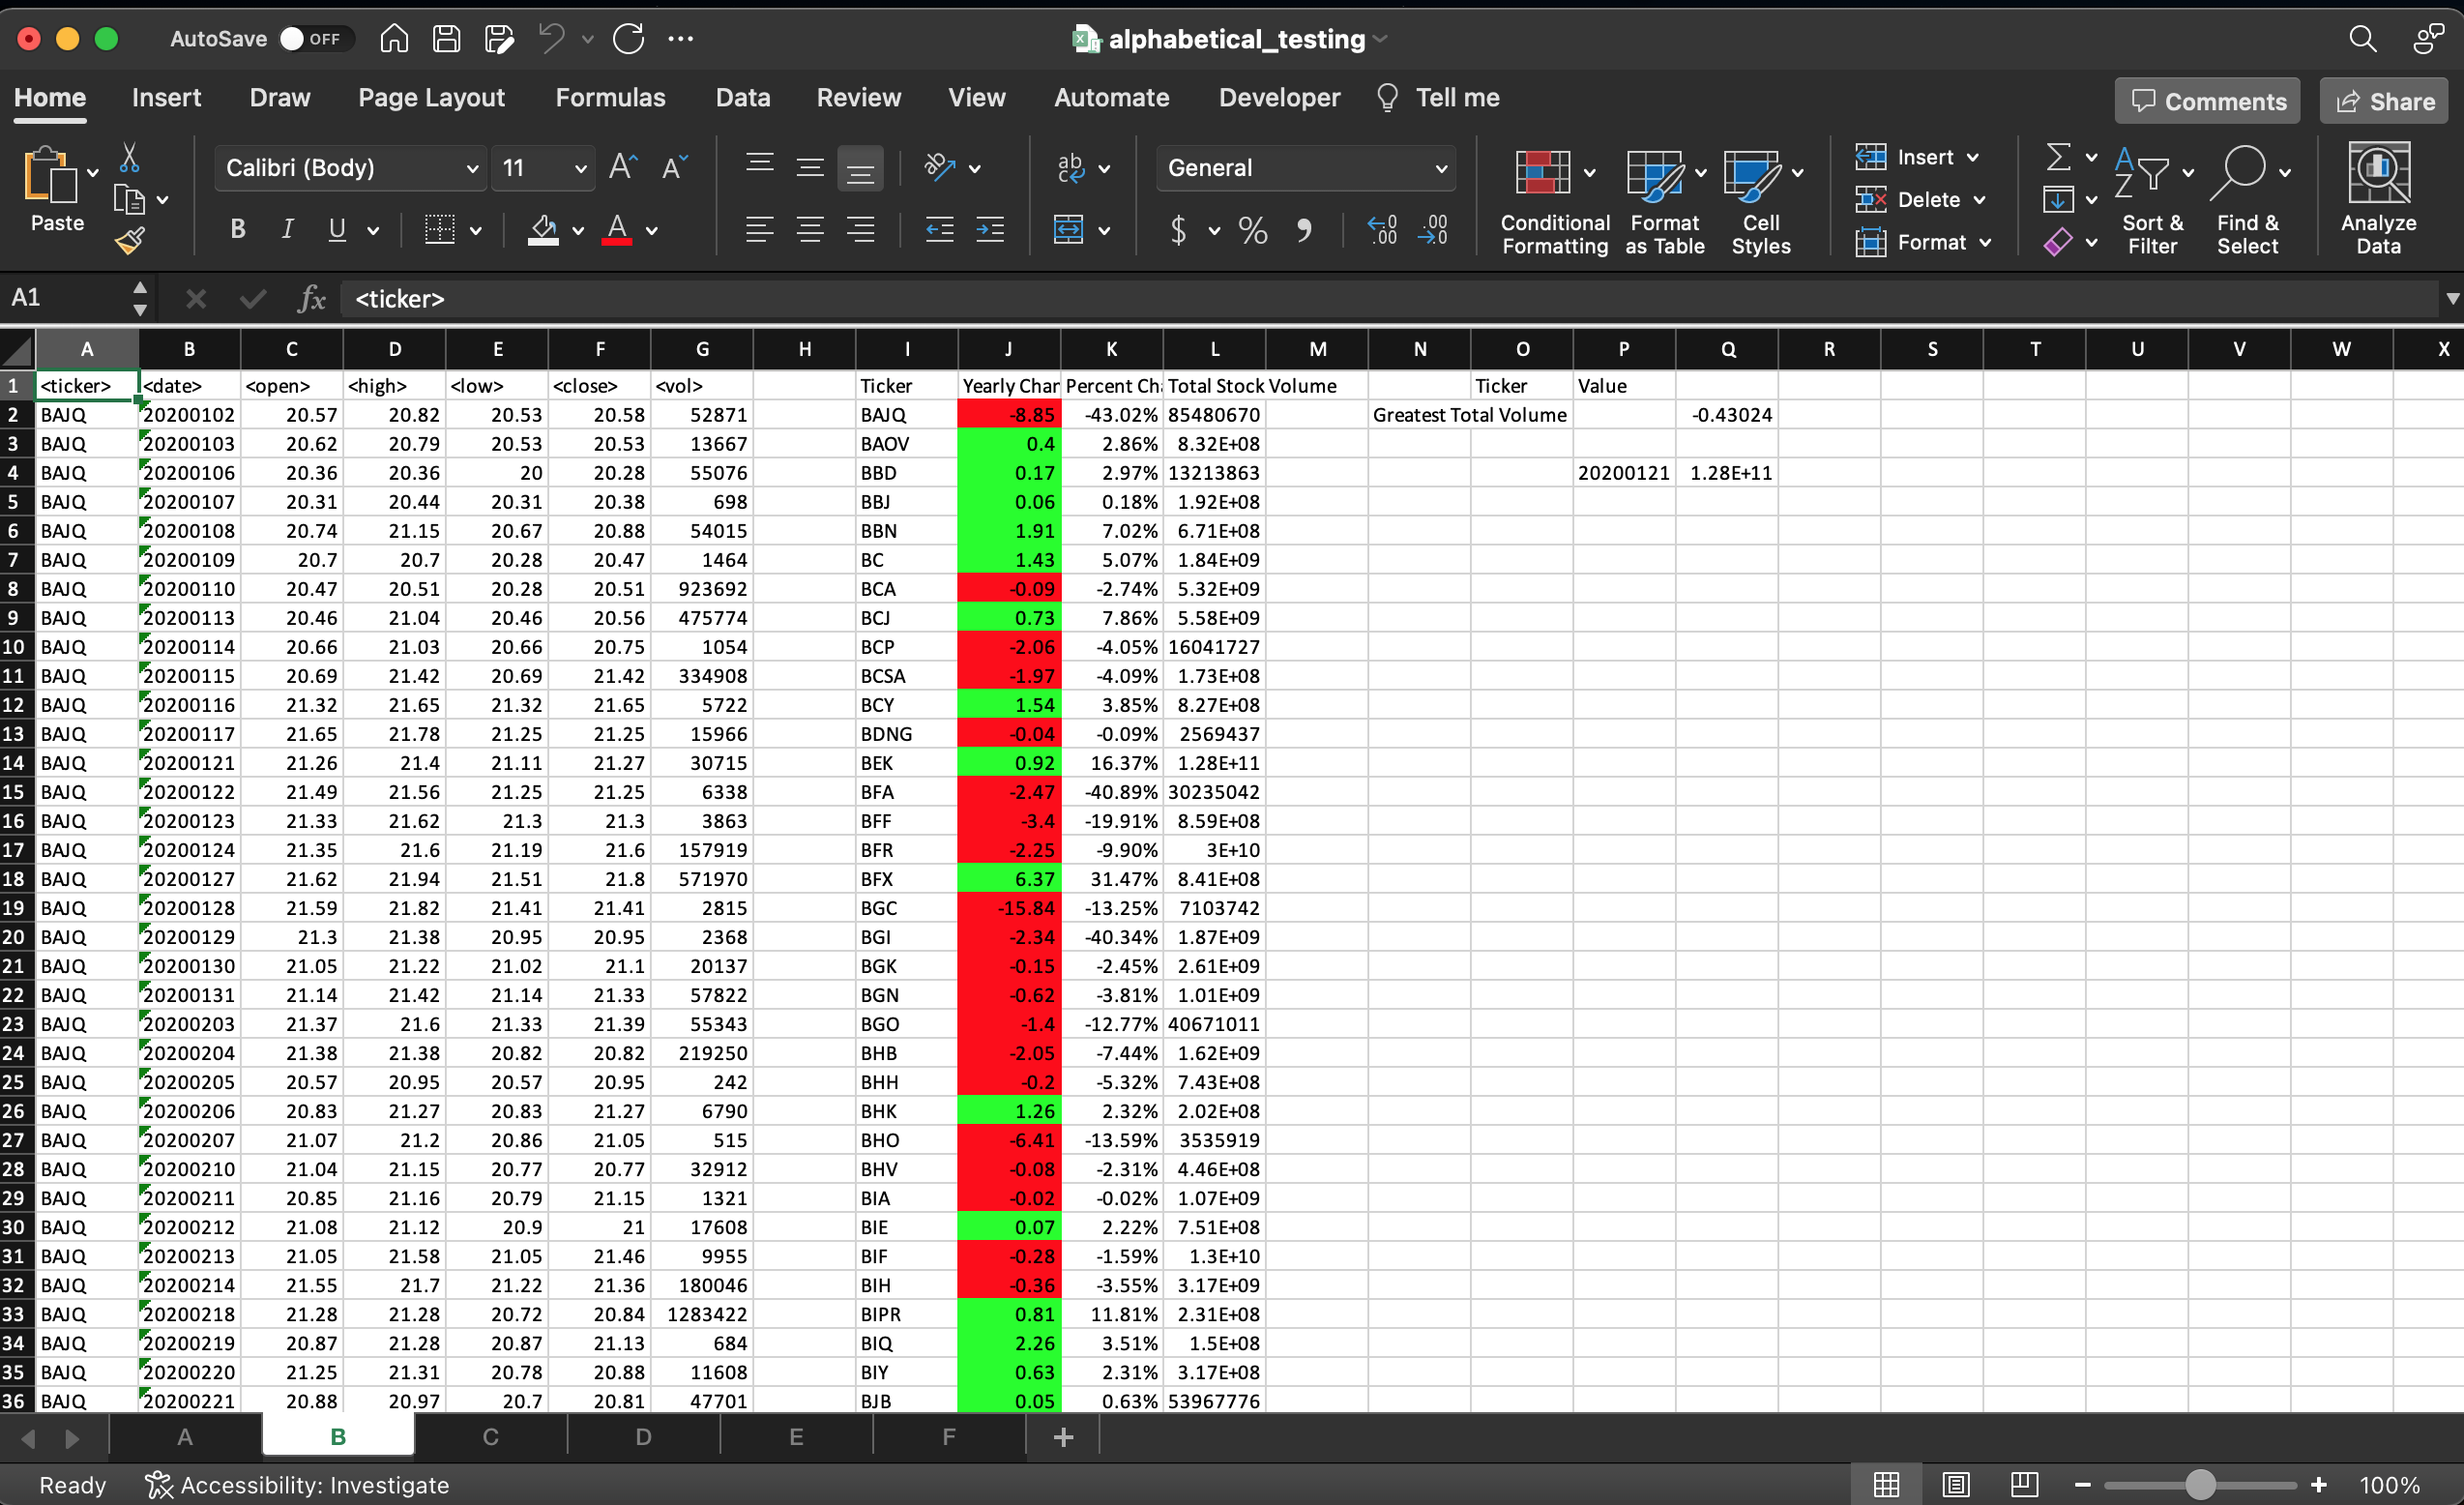 AutoSave OFF alphabetical_testing
Home Insert Draw Page Layout Formulas Data Review View Automate Developer Tell me Comments Share
Paste Calibri (Body) 11 General Conditional Formatting Format as Table Cell Styles Insert Delete Format Sort & Filter Find & Select Analyze Data
A1 fx <ticker>
A B C D E F G H I J K L M N O P Q R S T U V W X
1 <ticker> <date> <open> <high> <low> <close> <vol> Ticker Yearly Char Percent Ch Total Stock Volume Ticker Value
2 BAJQ 20200102 20.57 20.82 20.53 20.58 52871 BAJQ -8.85 -43.02% 85480670 Greatest Total Volume -0.43024
3 BAJQ 20200103 20.62 20.79 20.53 20.53 13667 BAOV 0.4 2.86% 8.32E+08
4 BAJQ 20200106 20.36 20.36 20 20.28 55076 BBD 0.17 2.97% 13213863 20200121 1.28E+11
5 BAJQ 20200107 20.31 20.44 20.31 20.38 698 BBJ 0.06 0.18% 1.92E+08
6 BAJQ 20200108 20.74 21.15 20.67 20.88 54015 BBN 1.91 7.02% 6.71E+08
7 BAJQ 20200109 20.7 20.7 20.28 20.47 1464 BC 1.43 5.07% 1.84E+09
8 BAJQ 20200110 20.47 20.51 20.28 20.51 923692 BCA -0.09 -2.74% 5.32E+09
9 BAJQ 20200113 20.46 21.04 20.46 20.56 475774 BCJ 0.73 7.86% 5.58E+09
10 BAJQ 20200114 20.66 21.03 20.66 20.75 1054 BCP -2.06 -4.05% 16041727
11 BAJQ 20200115 20.69 21.42 20.69 21.42 334908 BCSA -1.97 -4.09% 1.73E+08
12 BAJQ 20200116 21.32 21.65 21.32 21.65 5722 BCY 1.54 3.85% 8.27E+08
13 BAJQ 20200117 21.65 21.78 21.25 21.25 15966 BDNG -0.04 -0.09% 2569437
14 BAJQ 20200121 21.26 21.4 21.11 21.27 30715 BEK 0.92 16.37% 1.28E+11
15 BAJQ 20200122 21.49 21.56 21.25 21.25 6338 BFA -2.47 -40.89% 30235042
16 BAJQ 20200123 21.33 21.62 21.3 21.3 3863 BFF -3.4 -19.91% 8.59E+08
17 BAJQ 20200124 21.35 21.6 21.19 21.6 157919 BFR -2.25 -9.90% 3E+10
18 BAJQ 20200127 21.62 21.94 21.51 21.8 571970 BFX 6.37 31.47% 8.41E+08
19 BAJQ 20200128 21.59 21.82 21.41 21.41 2815 BGC -15.84 -13.25% 7103742
20 BAJQ 20200129 21.3 21.38 20.95 20.95 2368 BGI -2.34 -40.34% 1.87E+09
21 BAJQ 20200130 21.05 21.22 21.02 21.1 20137 BGK -0.15 -2.45% 2.61E+09
22 BAJQ 20200131 21.14 21.42 21.14 21.33 57822 BGN -0.62 -3.81% 1.01E+09
23 BAJQ 20200203 21.37 21.6 21.33 21.39 55343 BGO -1.4 -12.77% 40671011
24 BAJQ 20200204 21.38 21.38 20.82 20.82 219250 BHB -2.05 -7.44% 1.62E+09
25 BAJQ 20200205 20.57 20.95 20.57 20.95 242 BHH -0.2 -5.32% 7.43E+08
26 BAJQ 20200206 20.83 21.27 20.83 21.27 6790 BHK 1.26 2.32% 2.02E+08
27 BAJQ 20200207 21.07 21.2 20.86 21.05 515 BHO -6.41 -13.59% 3535919
28 BAJQ 20200210 21.04 21.15 20.77 20.77 32912 BHV -0.08 -2.31% 4.46E+08
29 BAJQ 20200211 20.85 21.16 20.79 21.15 1321 BIA -0.02 -0.02% 1.07E+09
30 BAJQ 20200212 21.08 21.12 20.9 21 17608 BIE 0.07 2.22% 7.51E+08
31 BAJQ 20200213 21.05 21.58 21.05 21.46 9955 BIF -0.28 -1.59% 1.3E+10
32 BAJQ 20200214 21.55 21.7 21.22 21.36 180046 BIH -0.36 -3.55% 3.17E+09
33 BAJQ 20200218 21.28 21.28 20.72 20.84 1283422 BIPR 0.81 11.81% 2.31E+08
34 BAJQ 20200219 20.87 21.28 20.87 21.13 684 BIQ 2.26 3.51% 1.5E+08
35 BAJQ 20200220 21.25 21.31 20.78 20.88 11608 BIY 0.63 2.31% 3.17E+08
36 BAJQ 20200221 20.88 20.97 20.7 20.81 47701 BJB 0.05 0.63% 53967776
A B C D E F +
Ready Accessibility: Investigate 100%